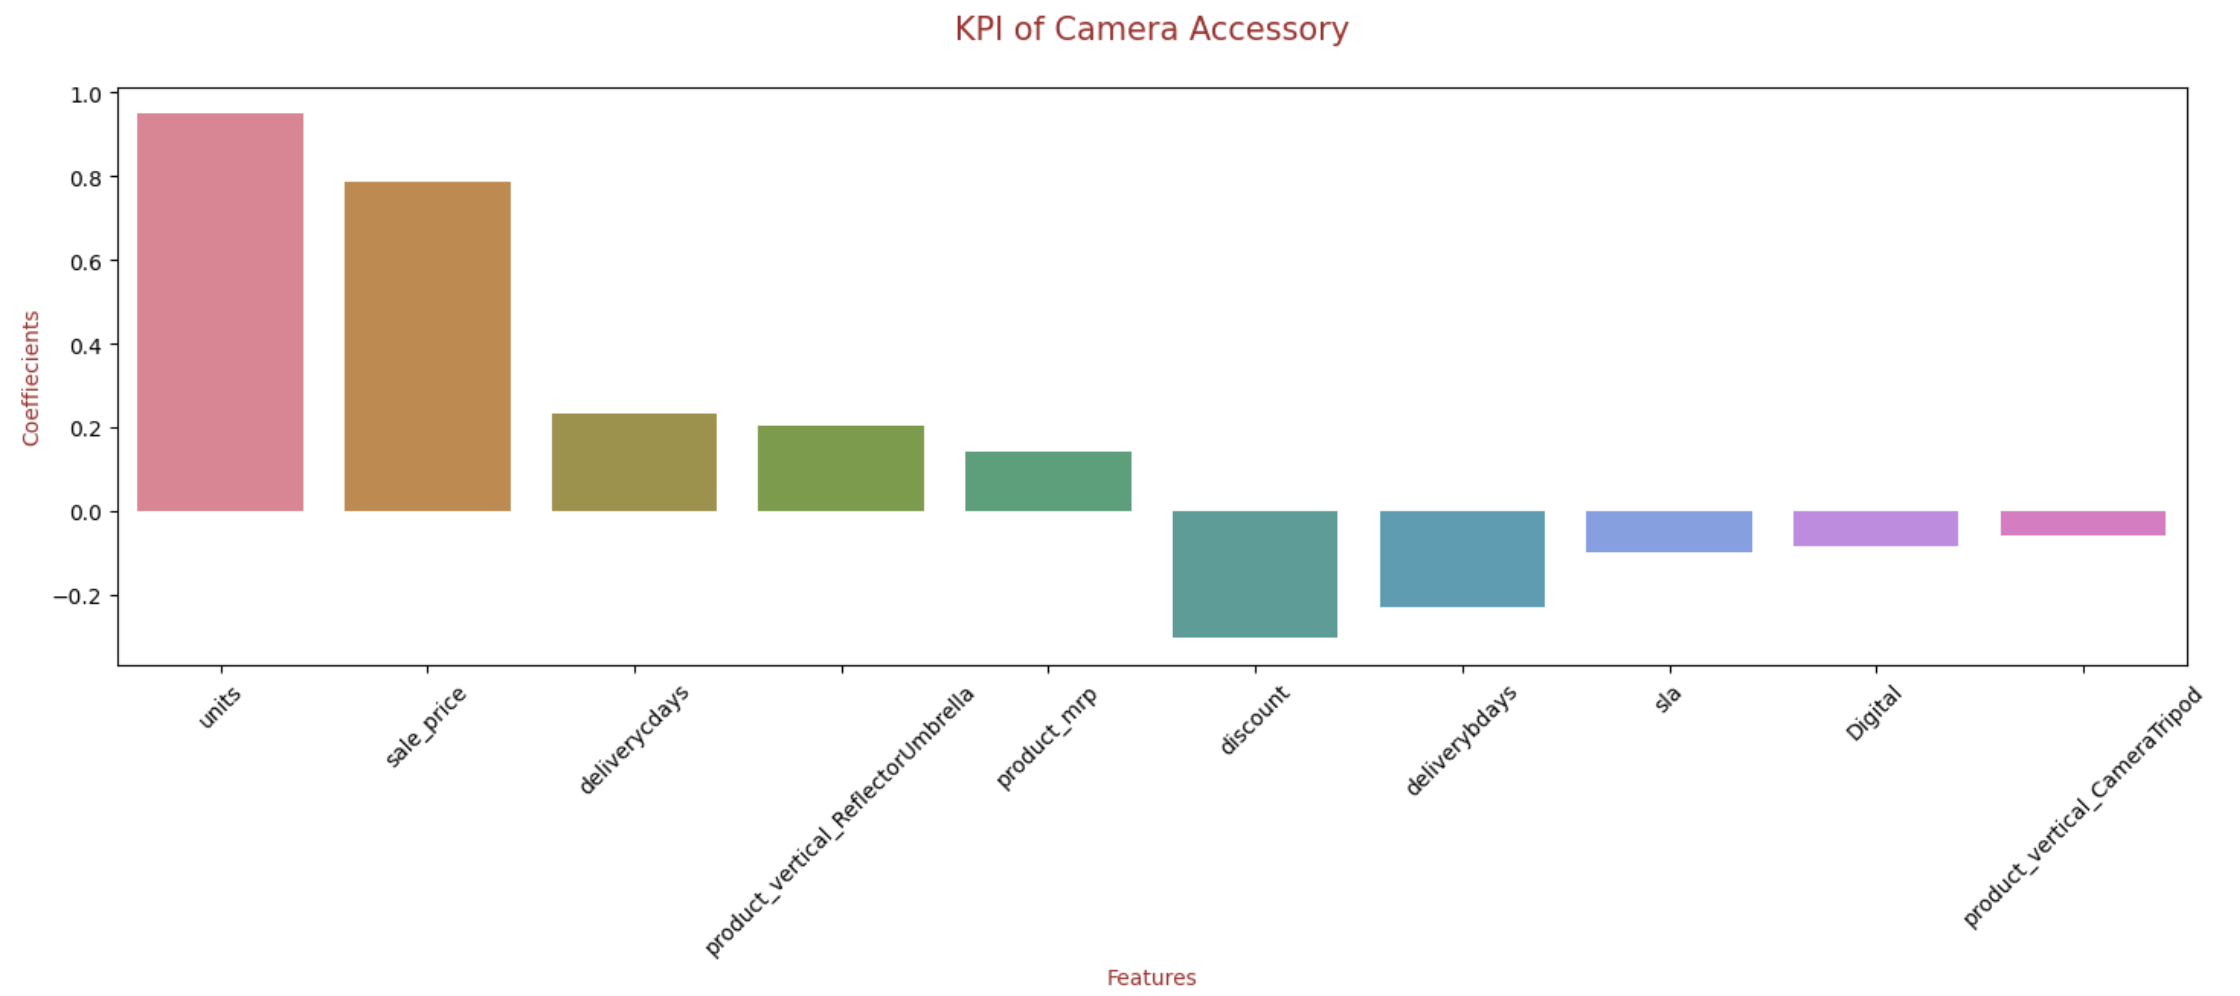 KPI of Camera Accessory
Coeffiecients
1.0
0.8
0.6
0.4
0.2
0.0
−0.2
units
sale_price
deliverycdays
product_vertical_ReflectorUmbrella
product_mrp
discount
deliverybdays
sla
Digital
product_vertical_CameraTripod
Features